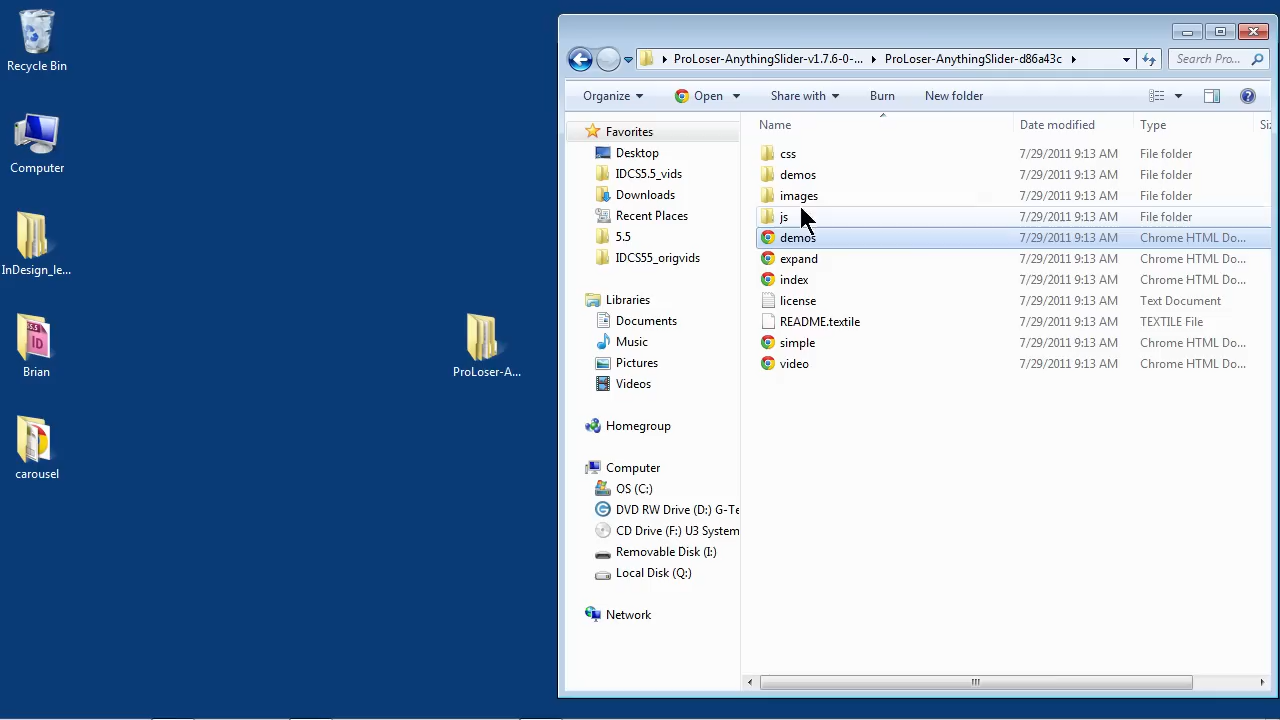 Recycle Bin
Computer
InDesign_le...
Brian
carousel
ProLoser-A...
ProLoser-AnythingSlider-v1.7.6-0-... ProLoser-AnythingSlider-d86a43c
Search Pro...
Organize Open Share with Burn New folder
Favorites
Desktop
IDCS5.5_vids
Downloads
Recent Places
5.5
IDCS55_origvids
Libraries
Documents
Music
Pictures
Videos
Homegroup
Computer
OS (C:)
DVD RW Drive (D:) G-Te
CD Drive (F:) U3 System
Removable Disk (I:)
Local Disk (Q:)
Network
Name Date modified Type Siz
css 7/29/2011 9:13 AM File folder
demos 7/29/2011 9:13 AM File folder
images 7/29/2011 9:13 AM File folder
js 7/29/2011 9:13 AM File folder
demos 7/29/2011 9:13 AM Chrome HTML Do...
expand 7/29/2011 9:13 AM Chrome HTML Do...
index 7/29/2011 9:13 AM Chrome HTML Do...
license 7/29/2011 9:13 AM Text Document
README.textile 7/29/2011 9:13 AM TEXTILE File
simple 7/29/2011 9:13 AM Chrome HTML Do...
video 7/29/2011 9:13 AM Chrome HTML Do...